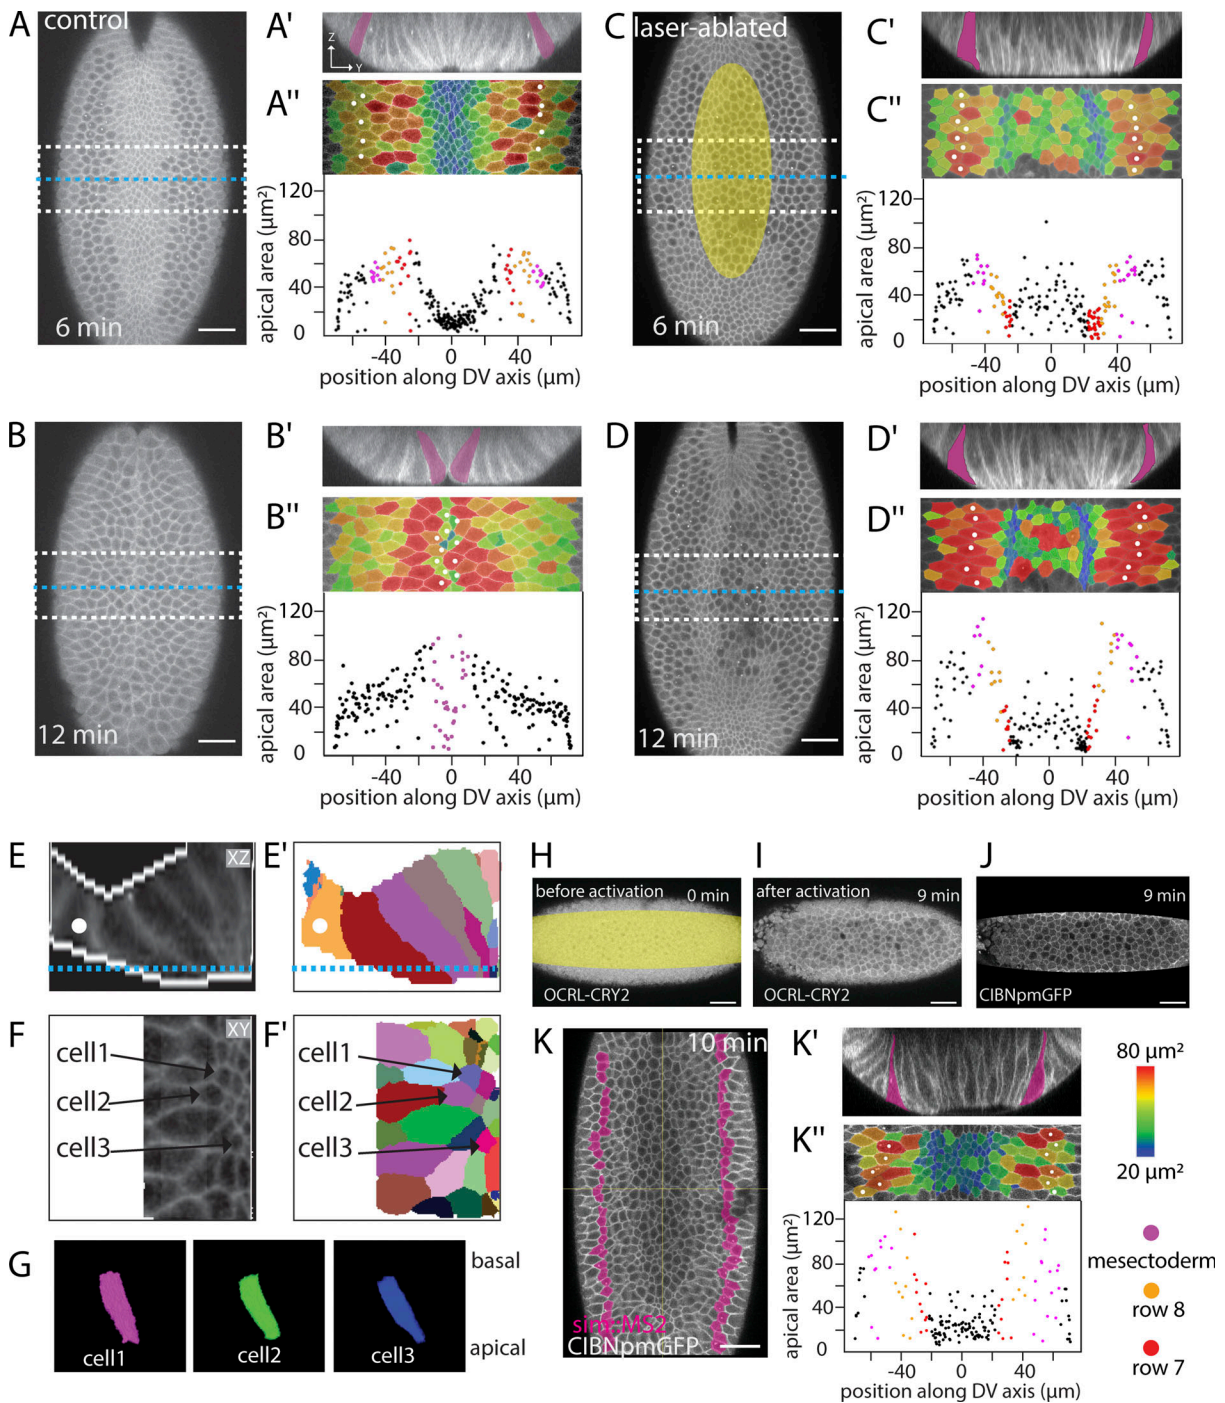 A
control
6 min
A'
Z
Y
A''
apical area (µm²)
120
80
40
0
-40
0
40
position along DV axis (µm)
C
laser-ablated
6 min
C'
C''
apical area (µm²)
120
80
40
0
-40
0
40
position along DV axis (µm)
B
12 min
B'
B''
apical area (µm²)
120
80
40
0
-40
0
40
position along DV axis (µm)
D
12 min
D'
D''
apical area (µm²)
120
80
40
0
-40
0
40
position along DV axis (µm)
E
XZ
E'
F
XY
cell1
cell2
cell3
F'
cell1
cell2
cell3
G
cell1
cell2
cell3
basal
apical
H
before activation
0 min
OCRL-CRY2
I
after activation
9 min
OCRL-CRY2
J
9 min
CIBNpmGFP
K
10 min
sim-MS2
CIBNpmGFP
K'
K''
apical area (µm²)
120
80
40
0
-40
0
40
position along DV axis (µm)
80 µm²
20 µm²
mesectoderm
row 8
row 7